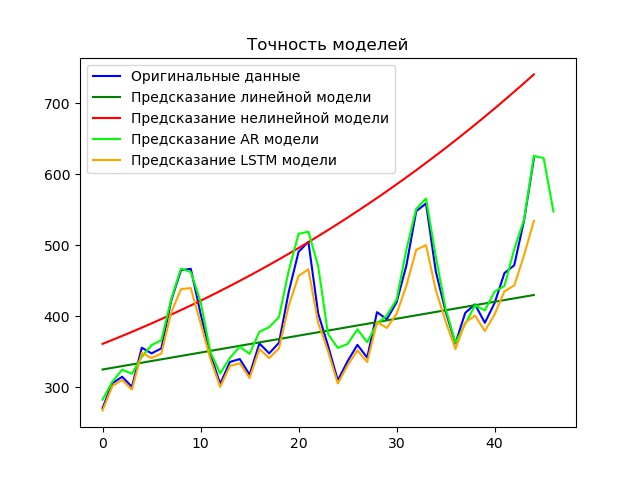 Точность моделей
Оригинальные данные
Предсказание линейной модели
Предсказание нелинейной модели
Предсказание AR модели
Предсказание LSTM модели
700
600
500
400
300
0 10 20 30 40